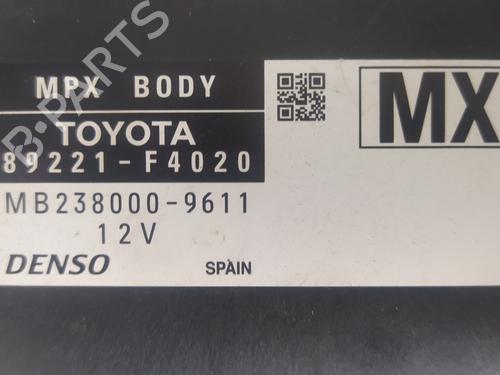 MPX BODY
MX
TOYOTA
89221-F4020
MB238000-9611
12V
DENSO
SPAIN
B-PARTS